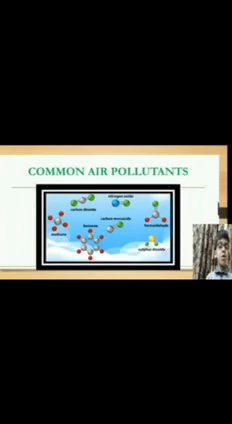 COMMON AIR POLLUTANTS
nitrogen oxide
carbon dioxide
carbon monoxide
benzene
formaldehyde
methane
sulphur dioxide